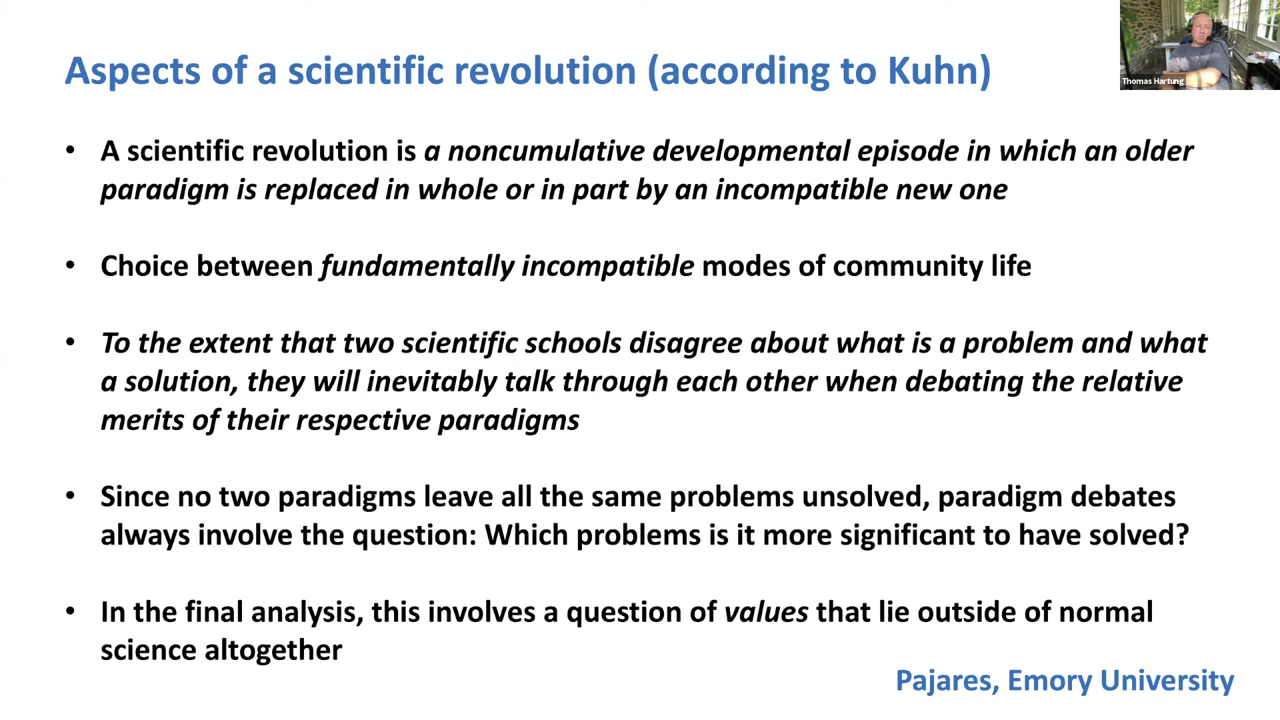 Aspects of a scientific revolution (according to Kuhn)
Thomas Hartung
• A scientific revolution is a noncumulative developmental episode in which an older
paradigm is replaced in whole or in part by an incompatible new one
• Choice between fundamentally incompatible modes of community life
• To the extent that two scientific schools disagree about what is a problem and what
a solution, they will inevitably talk through each other when debating the relative
merits of their respective paradigms
• Since no two paradigms leave all the same problems unsolved, paradigm debates
always involve the question: Which problems is it more significant to have solved?
• In the final analysis, this involves a question of values that lie outside of normal
science altogether
Pajares, Emory University